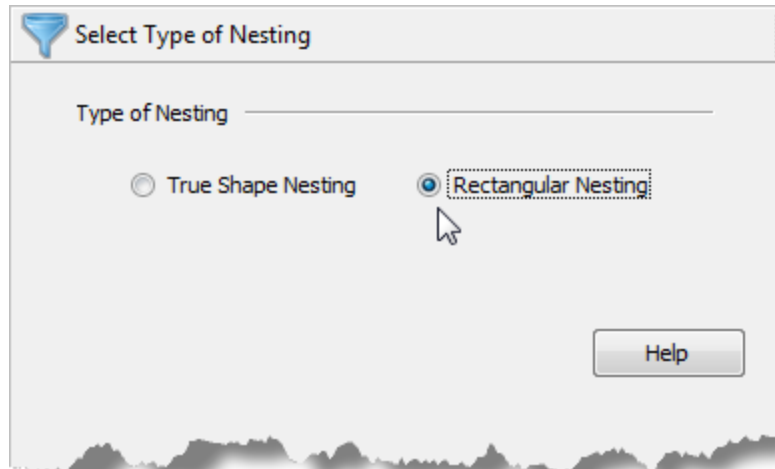 Select Type of Nesting
Type of Nesting
True Shape Nesting Rectangular Nesting
Help